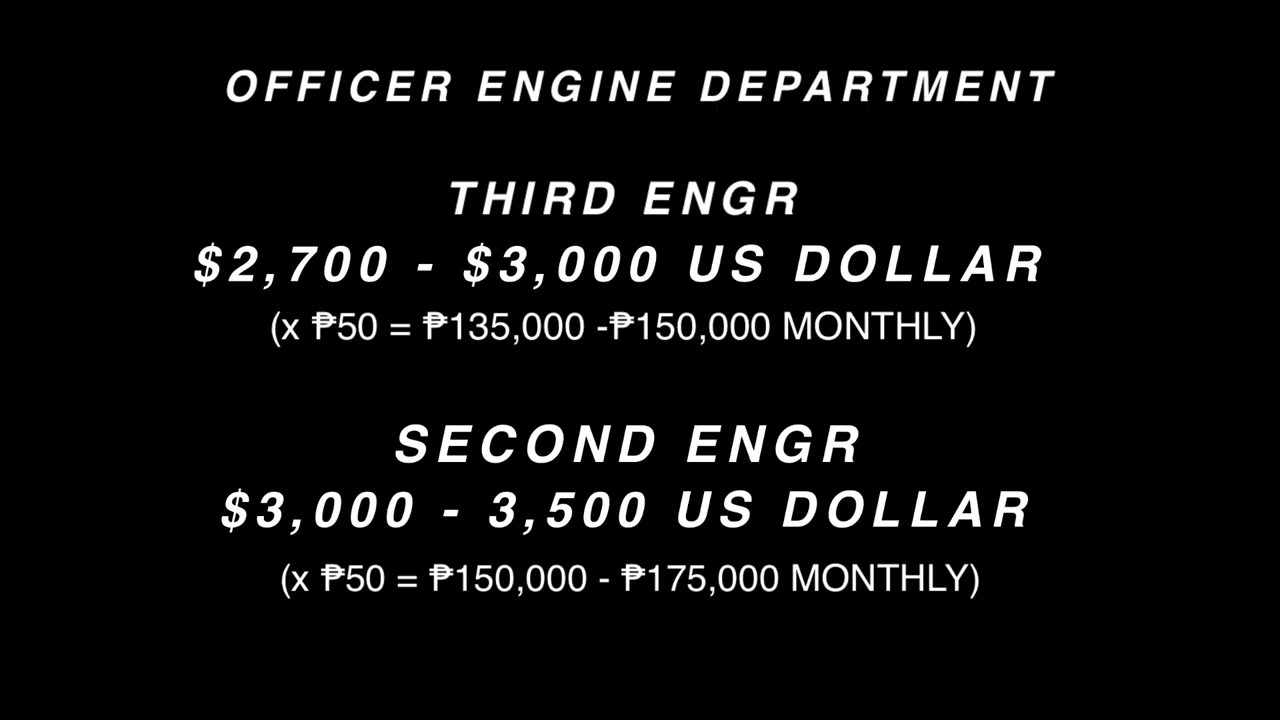 OFFICER ENGINE DEPARTMENT
THIRD ENGR
$2,700 - $3,000 US DOLLAR
(x ₱50 = ₱135,000 -₱150,000 MONTHLY)
SECOND ENGR
$3,000 - 3,500 US DOLLAR
(x ₱50 = ₱150,000 - ₱175,000 MONTHLY)